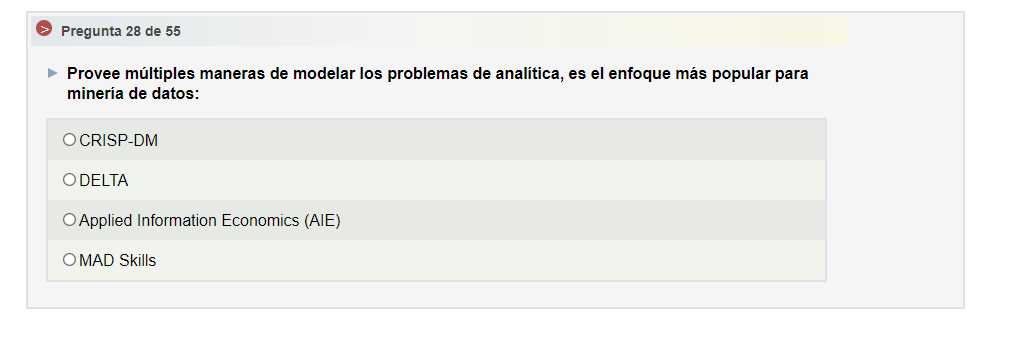 Pregunta 28 de 55
Provee múltiples maneras de modelar los problemas de analítica, es el enfoque más popular para
minería de datos:
CRISP-DM
DELTA
Applied Information Economics (AIE)
MAD Skills